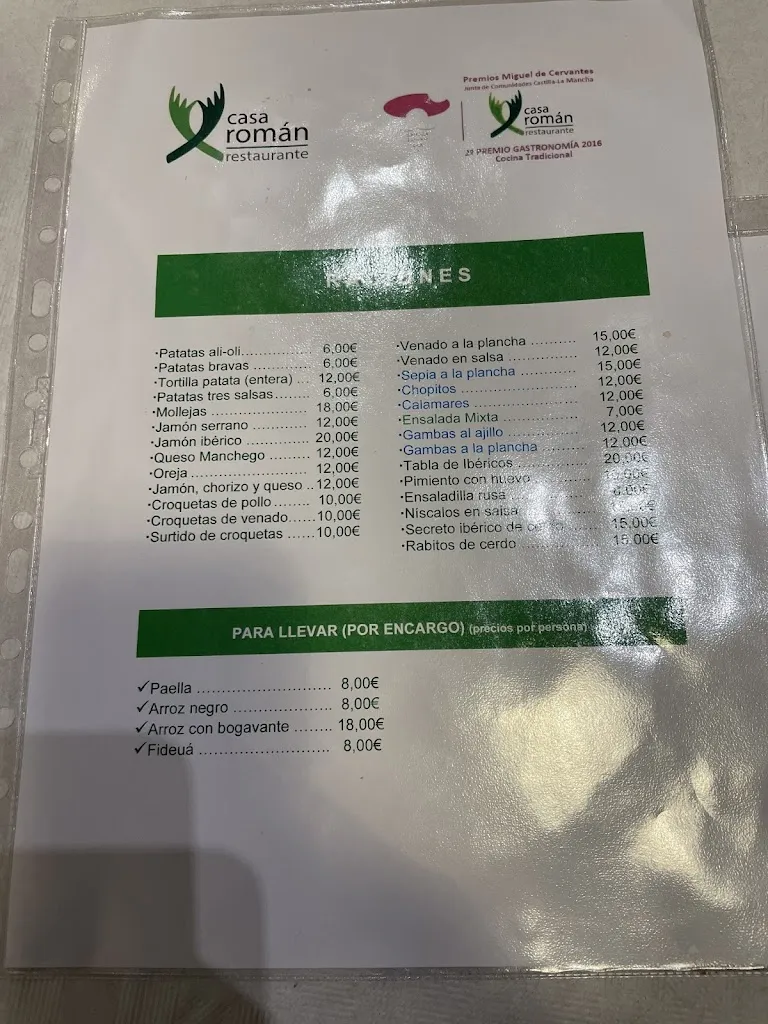 casa
román
restaurante
Premios Miguel de Cervantes
Junta de Comunidades Castilla-La Mancha
casa
román
restaurante
2º PREMIO GASTRONOMÍA 2016
Cocina Tradicional
·Patatas ali-oli............... 6,00€
·Patatas bravas .............. 6,00€
·Tortilla patata (entera) ... 12,00€
·Patatas tres salsas........ 6,00€
·Mollejas ..................... 18,00€
·Jamón serrano ............ 12,00€
·Jamón ibérico .............. 20,00€
·Queso Manchego ......... 12,00€
·Oreja......................... 12,00€
·Jamón, chorizo y queso ..12,00€
·Croquetas de pollo........ 10,00€
·Croquetas de venado......10,00€
·Surtido de croquetas ......10,00€
·Venado a la plancha .......... 15,00€
·Venado en salsa ............... 12,00€
·Sepia a la plancha ............ 15,00€
·Chopitos ......................... 12,00€
·Calamares ...................... 12,00€
·Ensalada Mixta ................ 7,00€
·Gambas al ajillo ............... 12,00€
·Gambas a la plancha ......... 12,00€
·Tabla de Ibéricos .............. 20,00€
·Pimiento con huevo
·Ensaladilla rusa
·Níscalos en salsa
·Secreto ibérico de cerdo 15,00€
·Rabitos de cerdo ............... 15,00€
PARA LLEVAR (POR ENCARGO) (precios por persona)
✓Paella ........................... 8,00€
✓Arroz negro .................... 8,00€
✓Arroz con bogavante ........ 18,00€
✓Fideuá .......................... 8,00€